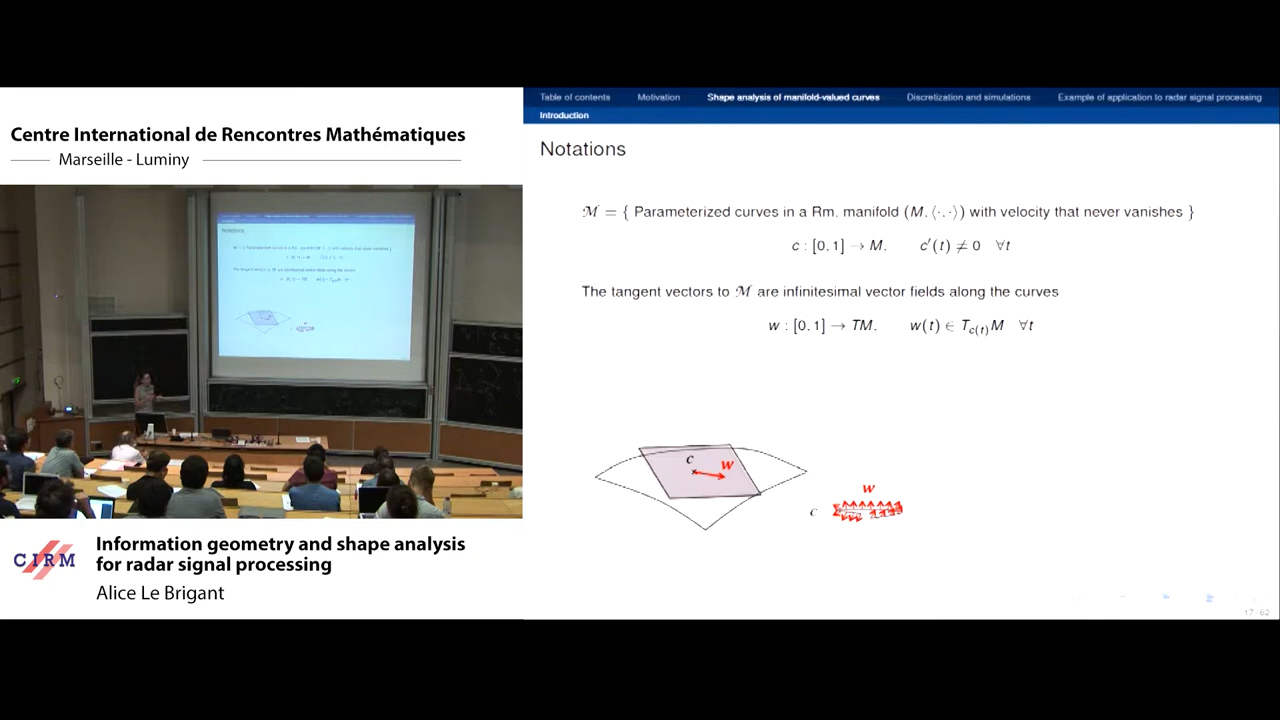 Centre International de Rencontres Mathématiques
Marseille - Luminy
CIRM
Information geometry and shape analysis
for radar signal processing
Alice Le Brigant
Table of contents Motivation Shape analysis of manifold-valued curves Discretization and simulations Example of application to radar signal processing
Introduction
Notations
ℳ = { Parameterized curves in a Rm. manifold (M, ⟨·,·⟩) with velocity that never vanishes }
c : [0, 1] → M, c′(t) ≠ 0 ∀t
The tangent vectors to ℳ are infinitesimal vector fields along the curves
w : [0, 1] → TM, w(t) ∈ T_{c(t)}M ∀t
c
w
w
c
17 / 62